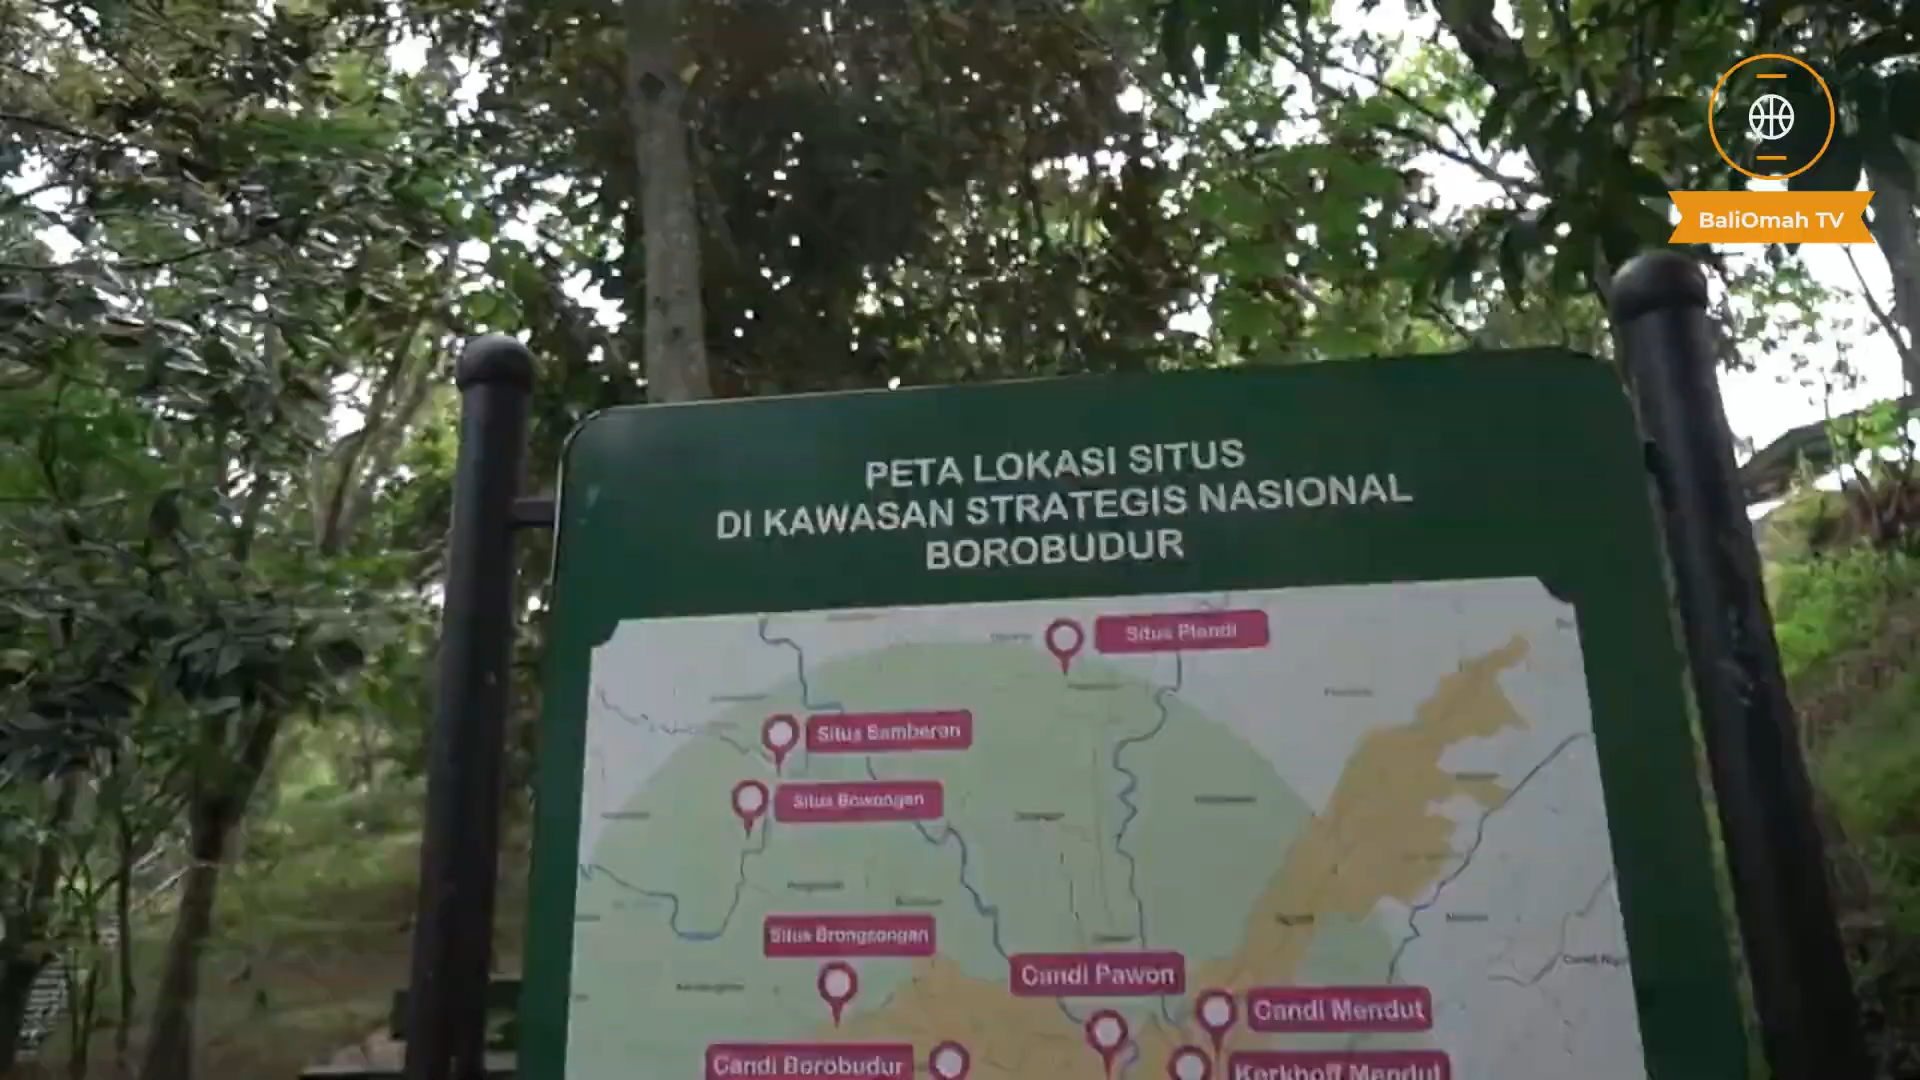 BaliOmah TV
PETA LOKASI SITUS
DI KAWASAN STRATEGIS NASIONAL
BOROBUDUR
Situs Plandi
Situs Samberan
Situs Bowongan
Situs Brongsongan
Candi Pawon
Candi Mendut
Candi Borobudur
Kerkhoff Mendut